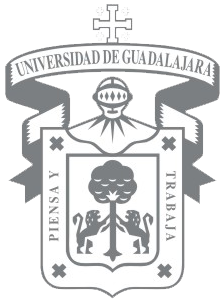 UNIVERSIDAD DE GUADALAJARA
PIENSA Y
TRABAJA